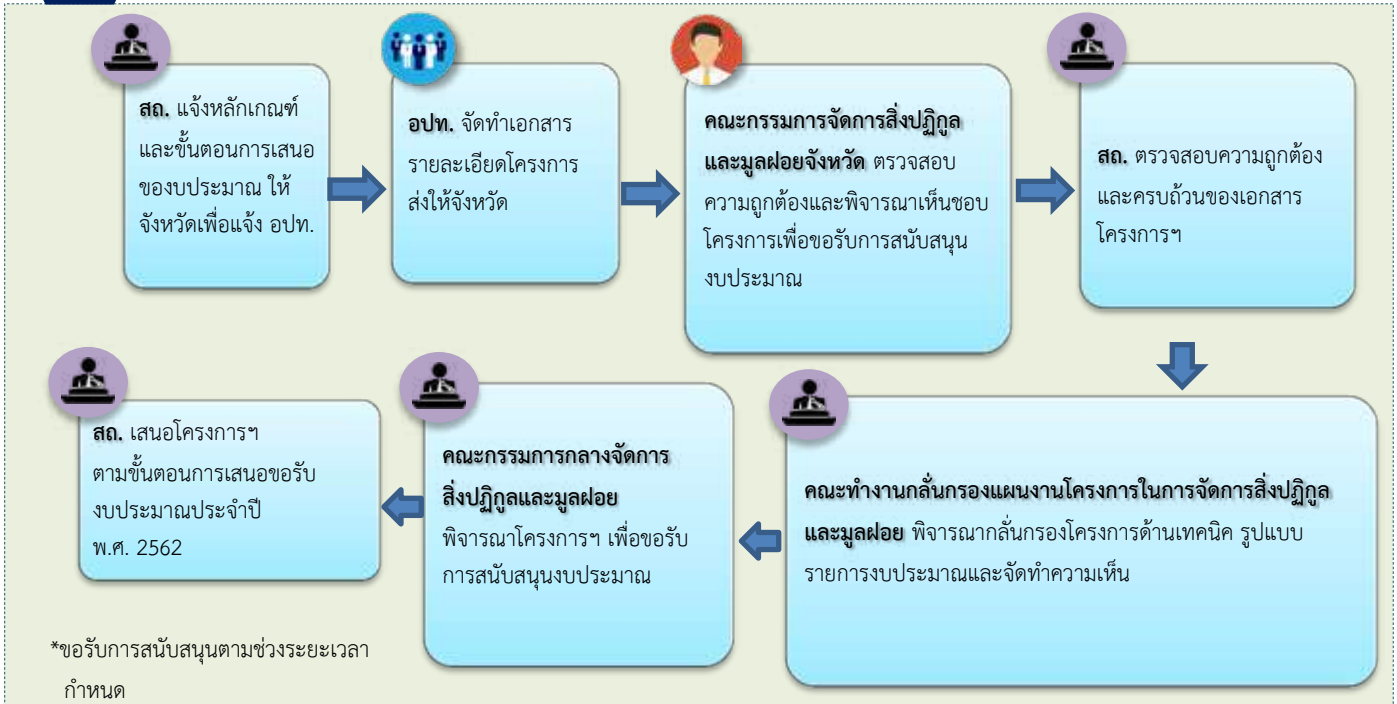 สถ. แจ้งหลักเกณฑ์
และขั้นตอนการเสนอ
ของบประมาณ ให้
จังหวัดเพื่อแจ้ง อปท.
อปท. จัดทำเอกสาร
รายละเอียดโครงการ
ส่งให้จังหวัด
คณะกรรมการจัดการสิ่งปฏิกูล
และมูลฝอยจังหวัด ตรวจสอบ
ความถูกต้องและพิจารณาเห็นชอบ
โครงการเพื่อขอรับการสนับสนุน
งบประมาณ
สถ. ตรวจสอบความถูกต้อง
และครบถ้วนของเอกสาร
โครงการฯ
คณะทำงานกลั่นกรองแผนงานโครงการในการจัดการสิ่งปฏิกูล
และมูลฝอย พิจารณากลั่นกรองโครงการด้านเทคนิค รูปแบบ
รายการงบประมาณและจัดทำความเห็น
คณะกรรมการกลางจัดการ
สิ่งปฏิกูลและมูลฝอย
พิจารณาโครงการฯ เพื่อขอรับ
การสนับสนุนงบประมาณ
สถ. เสนอโครงการฯ
ตามขั้นตอนการเสนอขอรับ
งบประมาณประจำปี
พ.ศ. 2562
*ขอรับการสนับสนุนตามช่วงระยะเวลา
กำหนด